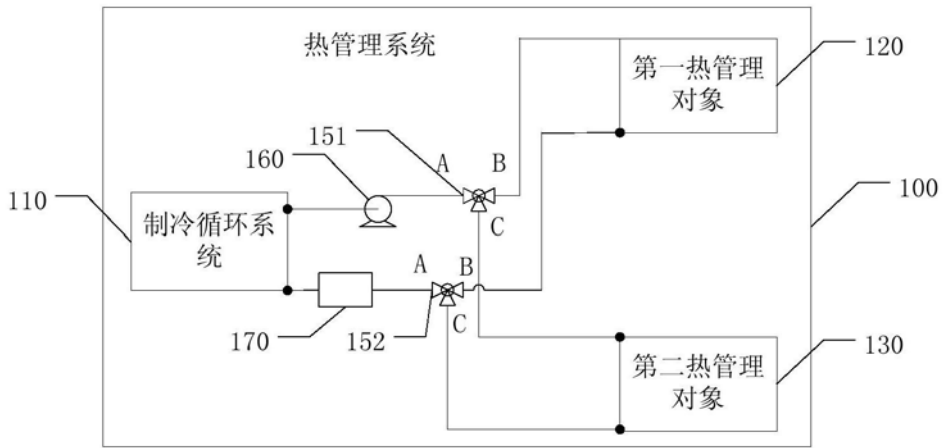 热管理系统
第一热管理
对象
120
151
160
A
B
C
110
制冷循环系
统
100
A
B
C
170
152
第二热管理
对象
130